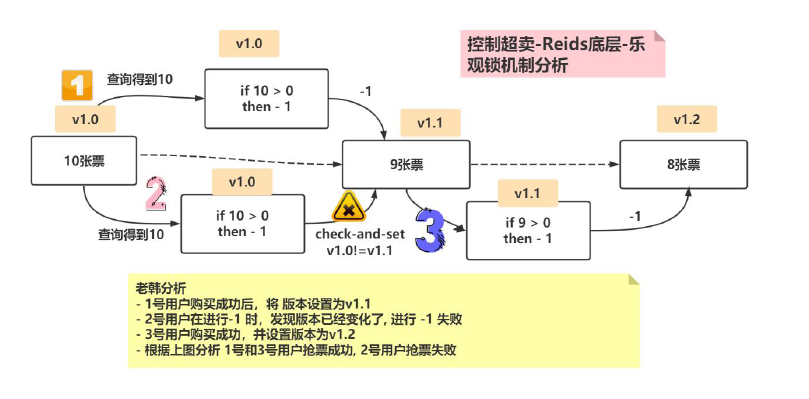 控制超卖-Reids底层-乐
观锁机制分析
v1.0
1
查询得到10
if 10 > 0
then - 1
-1
v1.0
v1.1
v1.2
10张票
9张票
8张票
2
v1.0
v1.1
查询得到10
if 10 > 0
then - 1
check-and-set
v1.0!=v1.1
3
if 9 > 0
then - 1
-1
老韩分析
- 1号用户购买成功后，将 版本设置为v1.1
- 2号用户在进行-1 时，发现版本已经变化了, 进行 -1 失败
- 3号用户购买成功，并设置版本为v1.2
- 根据上图分析 1号和3号用户抢票成功, 2号用户抢票失败